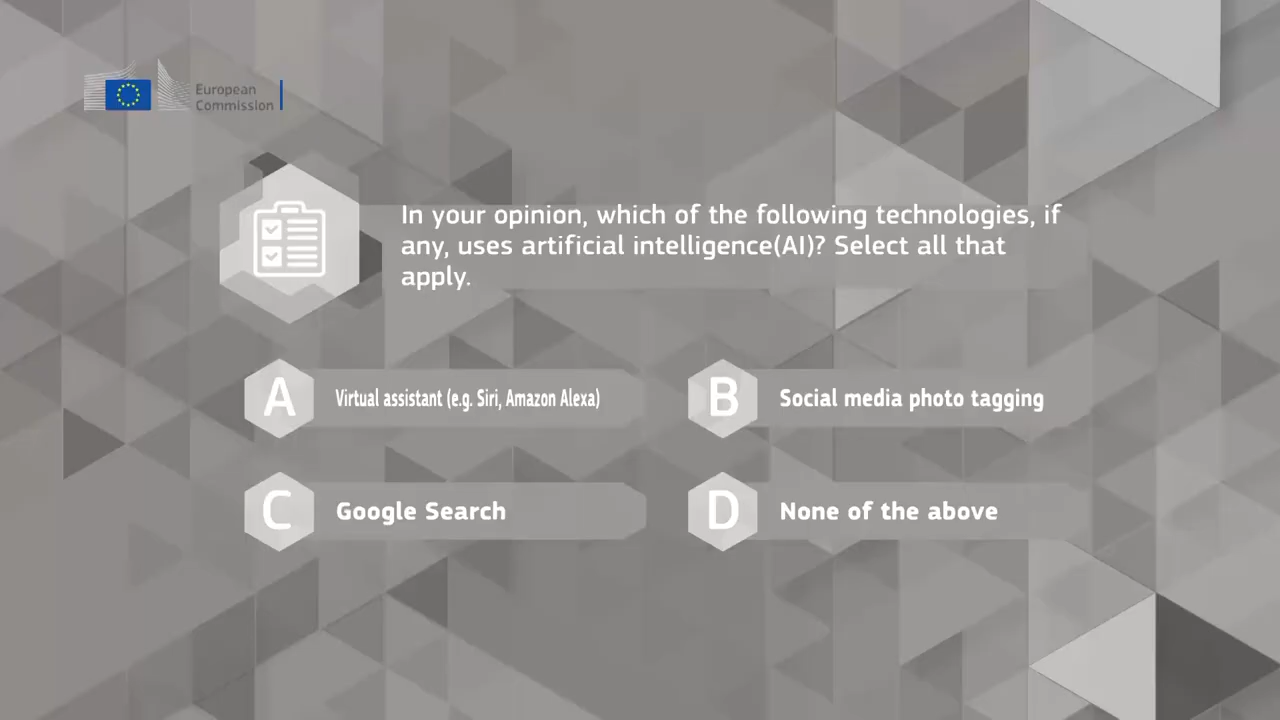 European
Commission
In your opinion, which of the following technologies, if
any, uses artificial intelligence(AI)? Select all that
apply.
A Virtual assistant (e.g. Siri, Amazon Alexa)
B Social media photo tagging
C Google Search
D None of the above